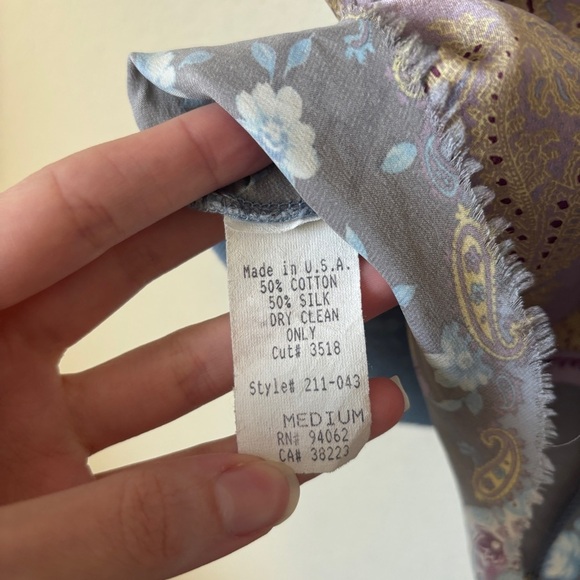 Made in U.S.A.
50% COTTON
50% SILK
DRY CLEAN
ONLY
Cut# 3518
Style# 211-043
MEDIUM
RN# 94062
CA# 38223